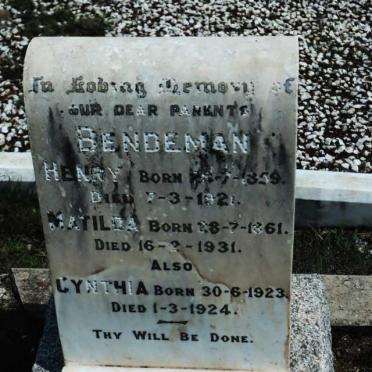 In Loving Memory of
OUR DEAR PARENTS
BENDEMAN
HENRY BORN -7-1859.
DIED -3-1921.
MATILDA BORN 28-7-1861.
DIED 16-2-1931.
ALSO
CYNTHIA BORN 30-6-1923.
DIED 1-3-1924.
THY WILL BE DONE.